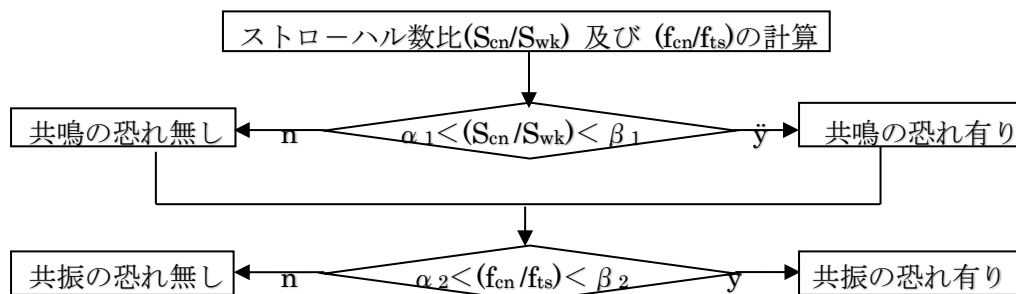 ストローハル数比(Scn/Swk) 及び (fcn/fts)の計算
共鳴の恐れ無し n α1<(Scn/Swk)<β1 ÿ 共鳴の恐れ有り
共振の恐れ無し n α2<(fcn/fts)<β2 y 共振の恐れ有り